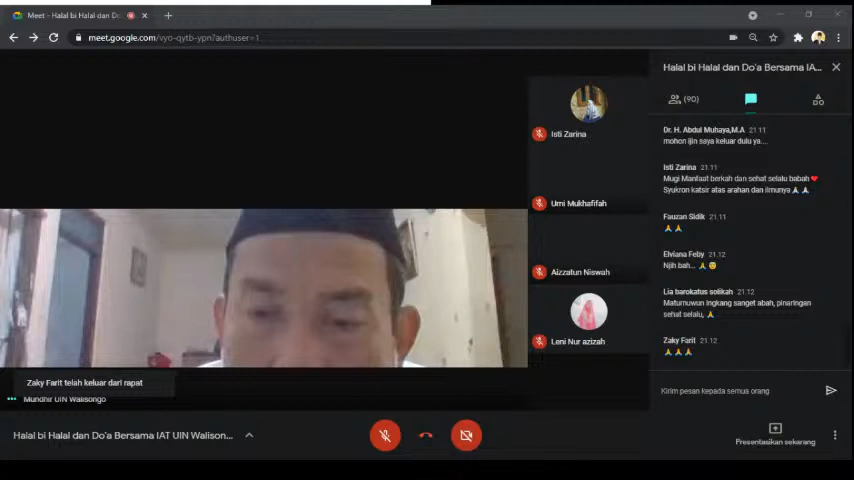 Meet - Halal bi Halal dan Do
meet.google.com/vyo-qytb-ypn?authuser=1
Halal bi Halal dan Do'a Bersama IA...
(90)
Dr. H. Abdul Muhaya,M.A 21.11
mohon ijin saya keluar dulu ya....
Isti Zarina 21.11
Mugi Manfaat berkah dan sehat selalu babah❤️
Syukron katsir atas arahan dan ilmunya🙏🙏
Fauzan Sidik 21.11
🙏🙏
Elviana Feby 21.12
Njih bah... 🙏😊
Lia barokatus solikah 21.12
Maturnuwun ingkang sanget abah, pinaringan
sehat selalu, 🙏
Zaky Farit 21.12
🙏🙏🙏
Kirim pesan kepada semua orang
Isti Zarina
Umi Mukhafifah
Aizzatun Niswah
Leni Nur azizah
Zaky Farit telah keluar dari rapat
Mundhir UIN Walisongo
Halal bi Halal dan Do'a Bersama IAT UIN Walison...
Presentasikan sekarang